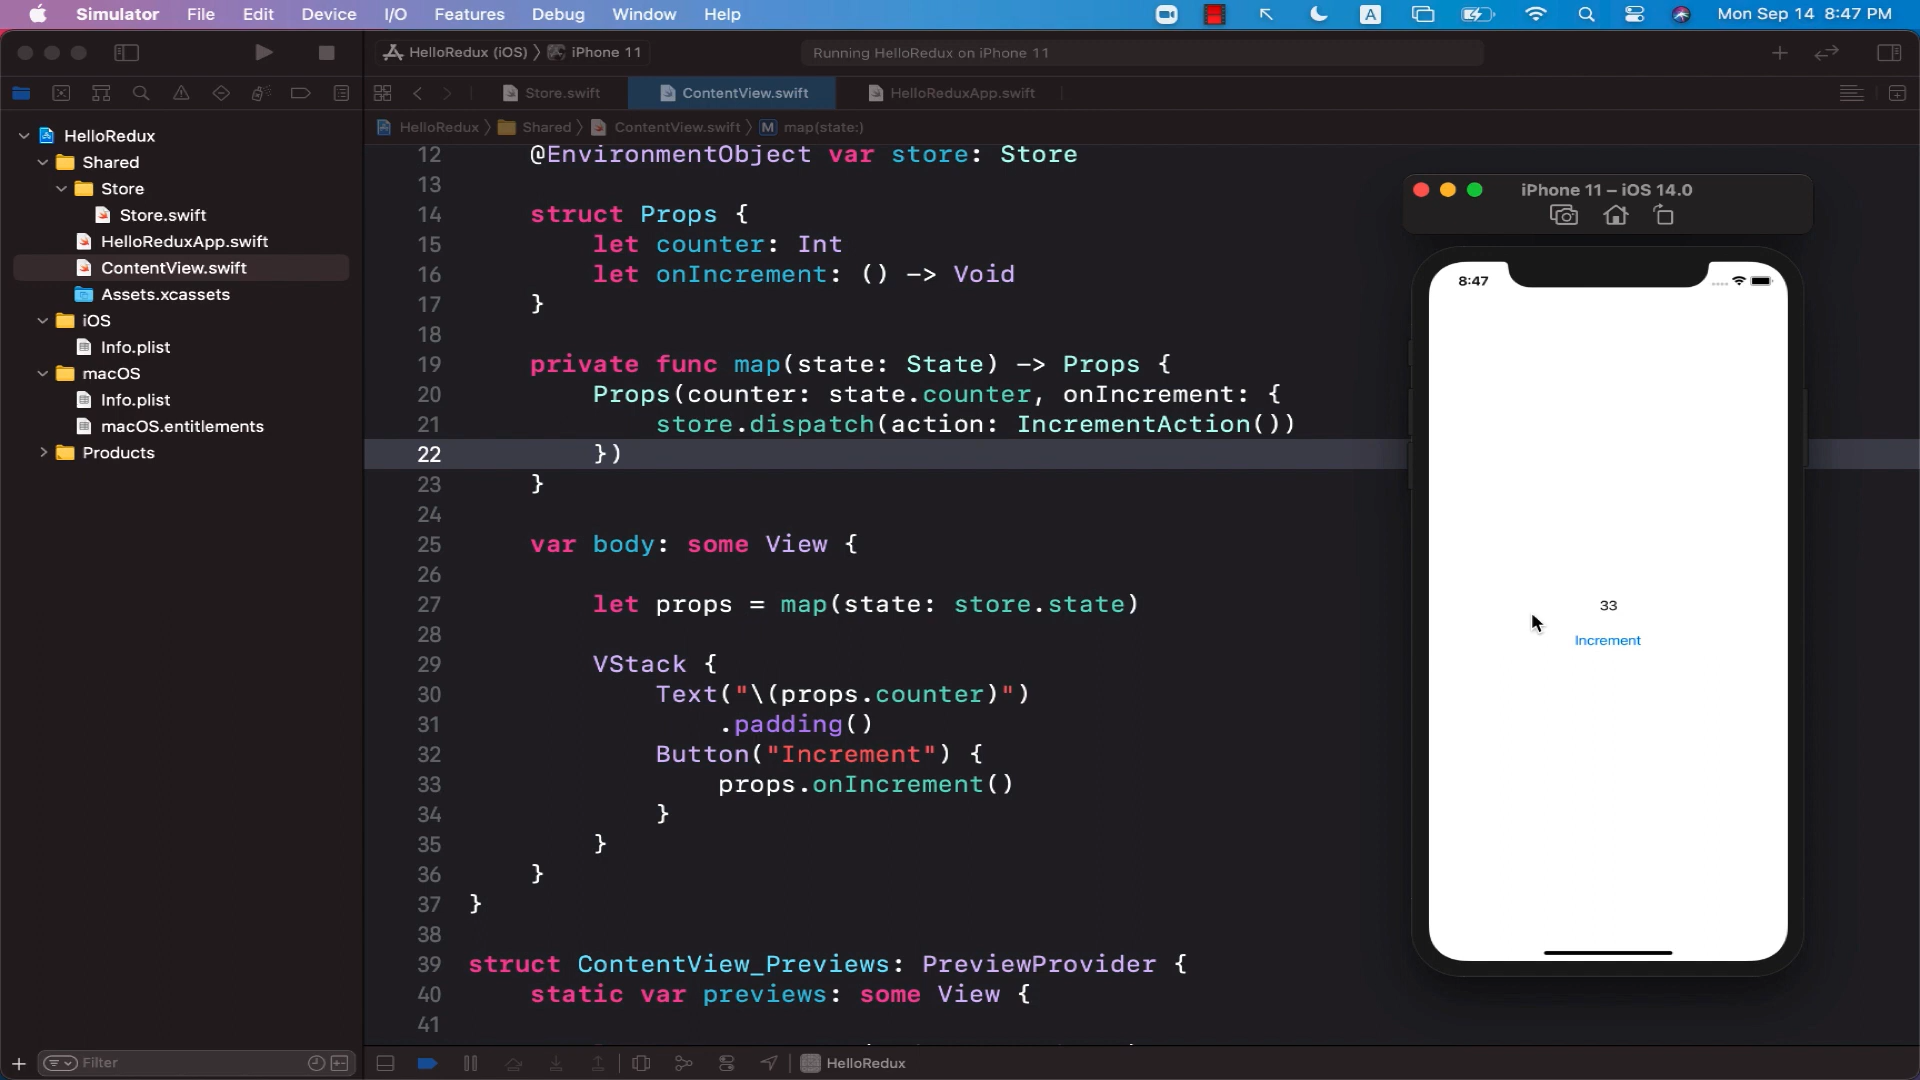 Simulator File Edit Device I/O Features Debug Window Help A Mon Sep 14 8:47 PM
HelloRedux (iOS) iPhone 11 Running HelloRedux on iPhone 11
Store.swift ContentView.swift HelloReduxApp.swift
HelloRedux Shared ContentView.swift M map(state:)
HelloRedux
Shared
Store
Store.swift
HelloReduxApp.swift
ContentView.swift
Assets.xcassets
iOS
Info.plist
macOS
Info.plist
macOS.entitlements
Products
Filter
12 @EnvironmentObject var store: Store
13
14 struct Props {
15 let counter: Int
16 let onIncrement: () -> Void
17 }
18
19 private func map(state: State) -> Props {
20 Props(counter: state.counter, onIncrement: {
21 store.dispatch(action: IncrementAction())
22 })
23 }
24
25 var body: some View {
26
27 let props = map(state: store.state)
28
29 VStack {
30 Text("\(props.counter)")
31 .padding()
32 Button("Increment") {
33 props.onIncrement()
34 }
35 }
36 }
37 }
38
39 struct ContentView_Previews: PreviewProvider {
40 static var previews: some View {
41
HelloRedux
iPhone 11 – iOS 14.0
8:47
33
Increment